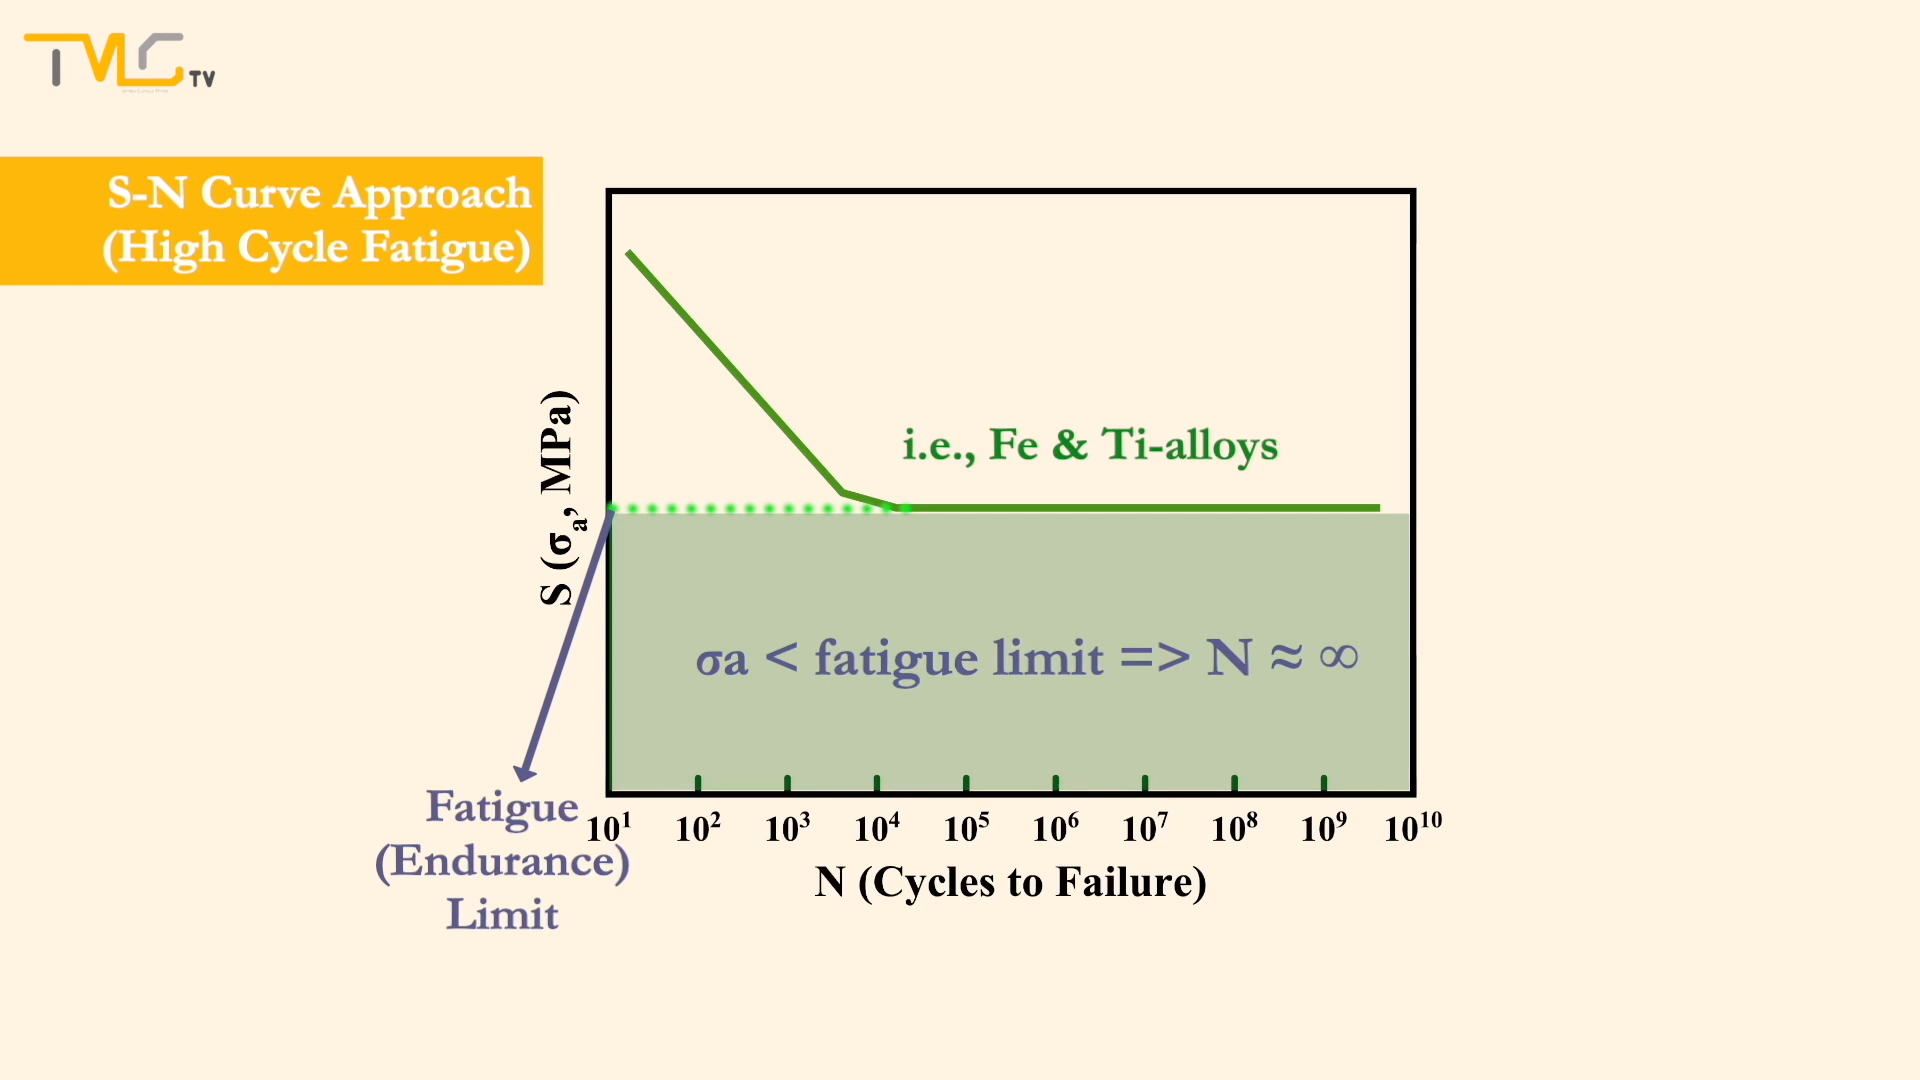 TMC TV
S-N Curve Approach
(High Cycle Fatigue)
S (σₐ, MPa)
i.e., Fe & Ti-alloys
σa < fatigue limit => N ≈ ∞
Fatigue
(Endurance)
Limit
10¹ 10² 10³ 10⁴ 10⁵ 10⁶ 10⁷ 10⁸ 10⁹ 10¹⁰
N (Cycles to Failure)